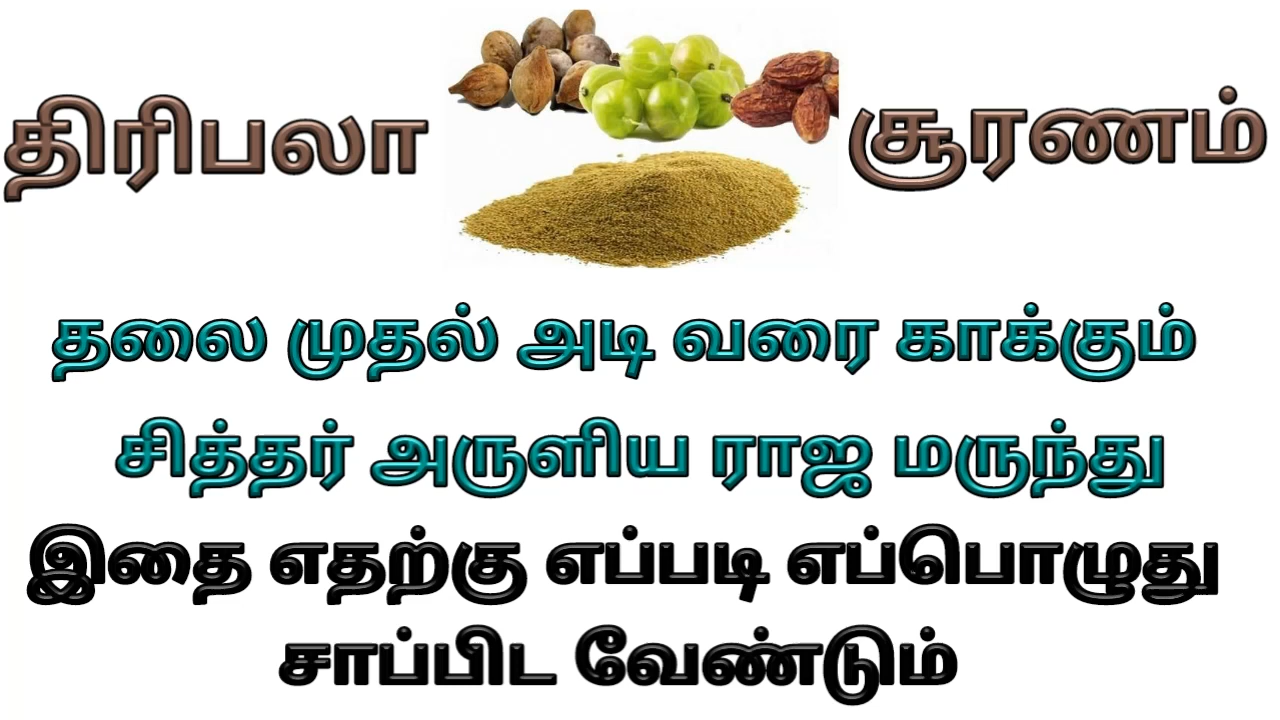 திரிபலா சூரணம்
தலை முதல் அடி வரை காக்கும்
சித்தர் அருளிய ராஜ மருந்து
இதை எதற்கு எப்படி எப்பொழுது
சாப்பிட வேண்டும்